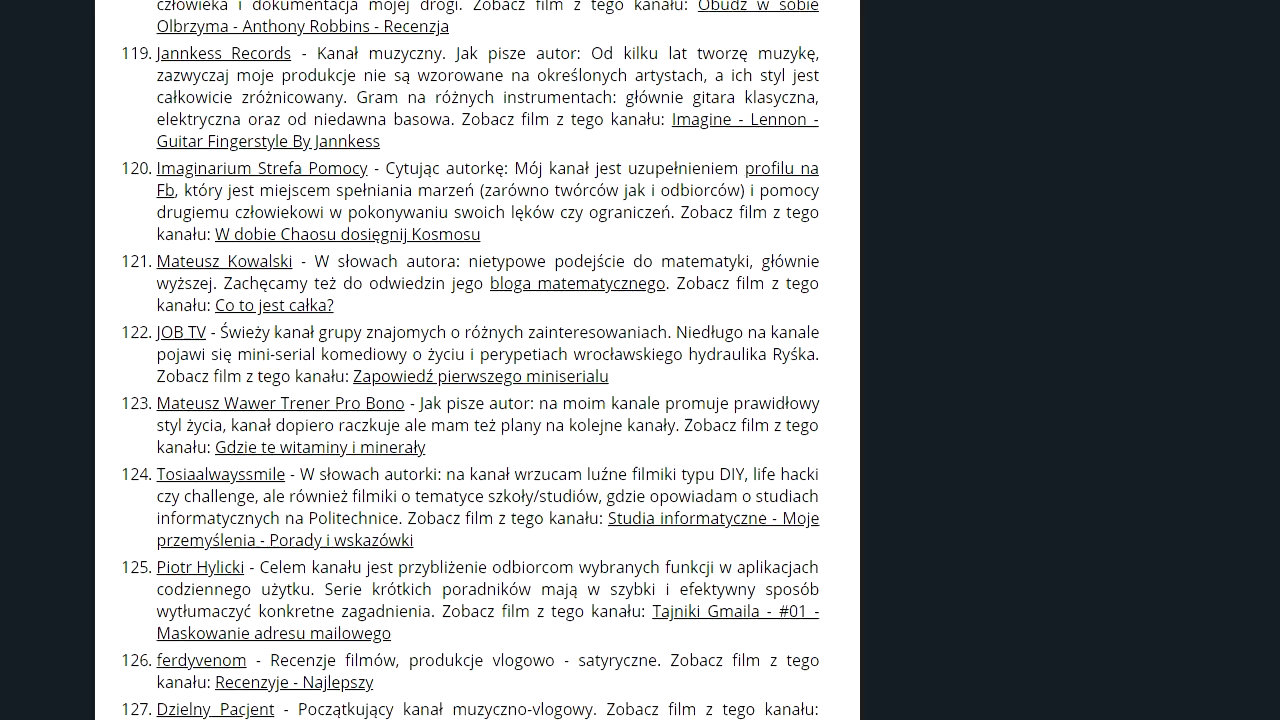 człowieka i dokumentacja mojej drogi. Zobacz film z tego kanału: Obudź w sobie
Olbrzyma - Anthony Robbins - Recenzja
119. Jannkess Records - Kanał muzyczny. Jak pisze autor: Od kilku lat tworzę muzykę,
zazwyczaj moje produkcje nie są wzorowane na określonych artystach, a ich styl jest
całkowicie zróżnicowany. Gram na różnych instrumentach: głównie gitara klasyczna,
elektryczna oraz od niedawna basowa. Zobacz film z tego kanału: Imagine - Lennon -
Guitar Fingerstyle By Jannkess
120. Imaginarium Strefa Pomocy - Cytując autorkę: Mój kanał jest uzupełnieniem profilu na
Fb, który jest miejscem spełniania marzeń (zarówno twórców jak i odbiorców) i pomocy
drugiemu człowiekowi w pokonywaniu swoich lęków czy ograniczeń. Zobacz film z tego
kanału: W dobie Chaosu dosięgnij Kosmosu
121. Mateusz Kowalski - W słowach autora: nietypowe podejście do matematyki, głównie
wyższej. Zachęcamy też do odwiedzin jego bloga matematycznego. Zobacz film z tego
kanału: Co to jest całka?
122. JOB TV - Świeży kanał grupy znajomych o różnych zainteresowaniach. Niedługo na kanale
pojawi się mini-serial komediowy o życiu i perypetiach wrocławskiego hydraulika Ryśka.
Zobacz film z tego kanału: Zapowiedź pierwszego miniserialu
123. Mateusz Wawer Trener Pro Bono - Jak pisze autor: na moim kanale promuje prawidłowy
styl życia, kanał dopiero raczkuje ale mam też plany na kolejne kanały. Zobacz film z tego
kanału: Gdzie te witaminy i minerały
124. Tosiaalwayssmile - W słowach autorki: na kanał wrzucam luźne filmiki typu DIY, life hacki
czy challenge, ale również filmiki o tematyce szkoły/studiów, gdzie opowiadam o studiach
informatycznych na Politechnice. Zobacz film z tego kanału: Studia informatyczne - Moje
przemyślenia - Porady i wskazówki
125. Piotr Hylicki - Celem kanału jest przybliżenie odbiorcom wybranych funkcji w aplikacjach
codziennego użytku. Serie krótkich poradników mają w szybki i efektywny sposób
wytłumaczyć konkretne zagadnienia. Zobacz film z tego kanału: Tajniki Gmaila - #01 -
Maskowanie adresu mailowego
126. ferdyvenom - Recenzje filmów, produkcje vlogowo - satyryczne. Zobacz film z tego
kanału: Recenzyje - Najlepszy
127. Dzielny Pacjent - Początkujący kanał muzyczno-vlogowy. Zobacz film z tego kanału: